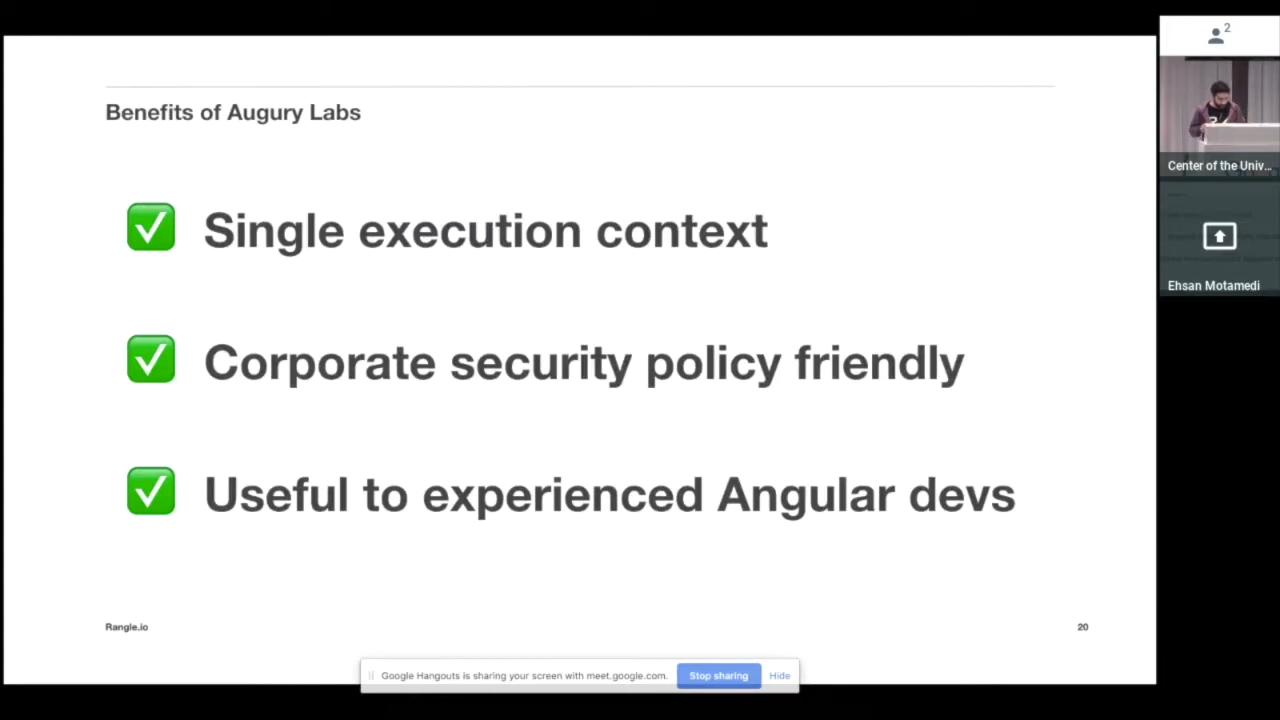 Benefits of Augury Labs
Single execution context
Corporate security policy friendly
Useful to experienced Angular devs
Rangle.io
20
Google Hangouts is sharing your screen with meet.google.com.
Stop sharing
Hide
2
Center of the Univ...
Ehsan Motamedi